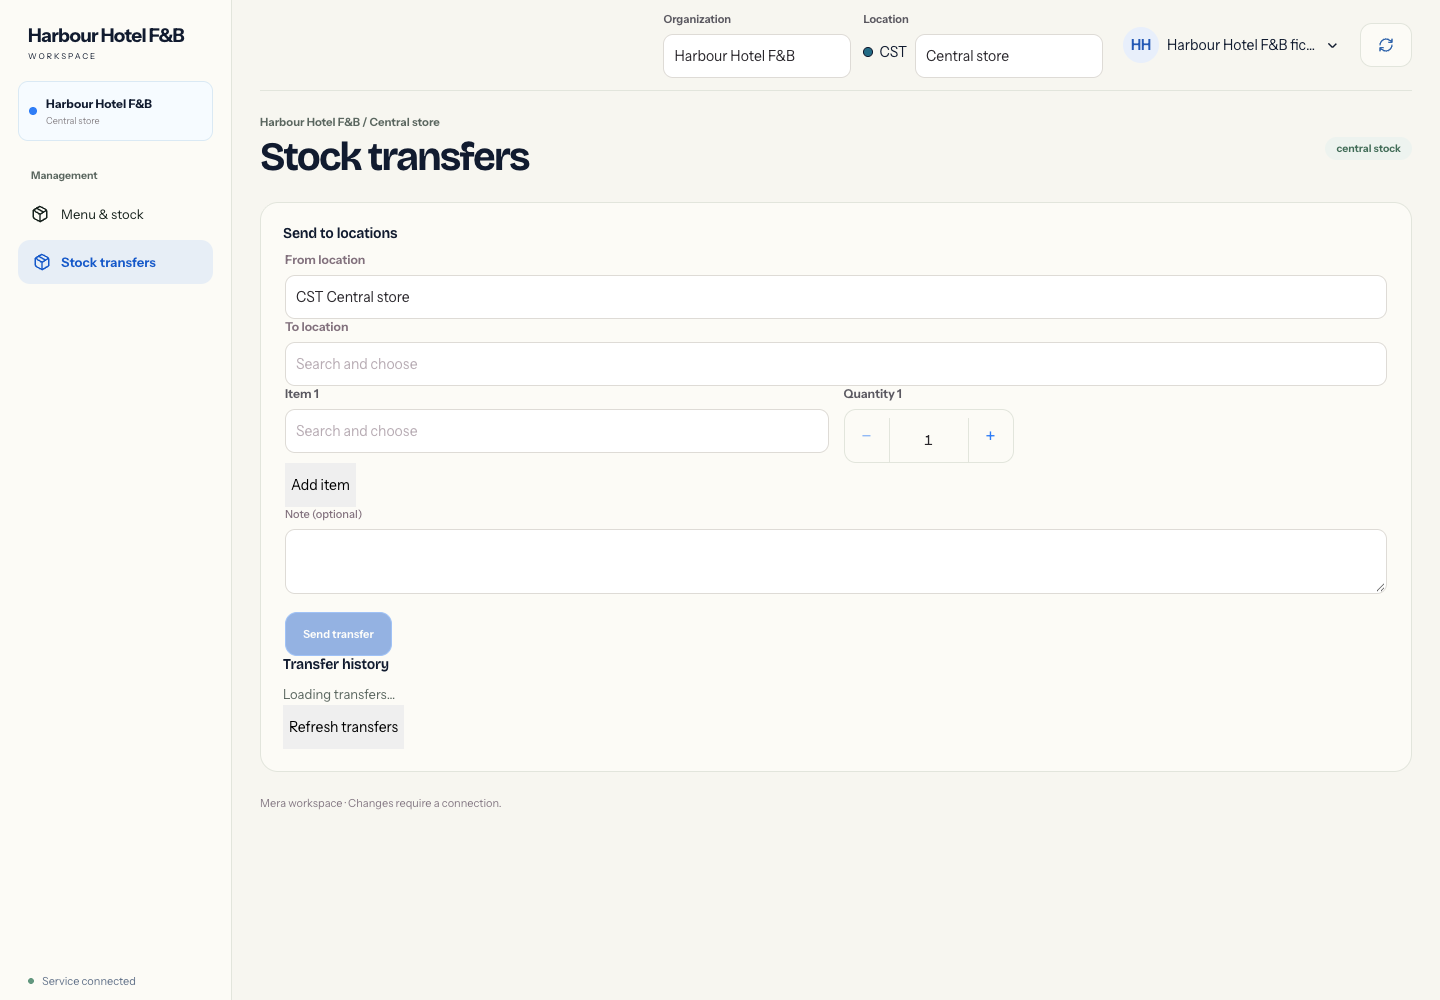 Harbour Hotel F&B
WORKSPACE
Harbour Hotel F&B
Central store
Management
Menu & stock
Stock transfers
Service connected
Organization
Harbour Hotel F&B
Location
CST
Central store
HH
Harbour Hotel F&B fic...
Harbour Hotel F&B / Central store
Stock transfers
central stock
Send to locations
From location
CST Central store
To location
Search and choose
Item 1
Quantity 1
Search and choose
− 1 +
Add item
Note (optional)
Send transfer
Transfer history
Loading transfers...
Refresh transfers
Mera workspace · Changes require a connection.